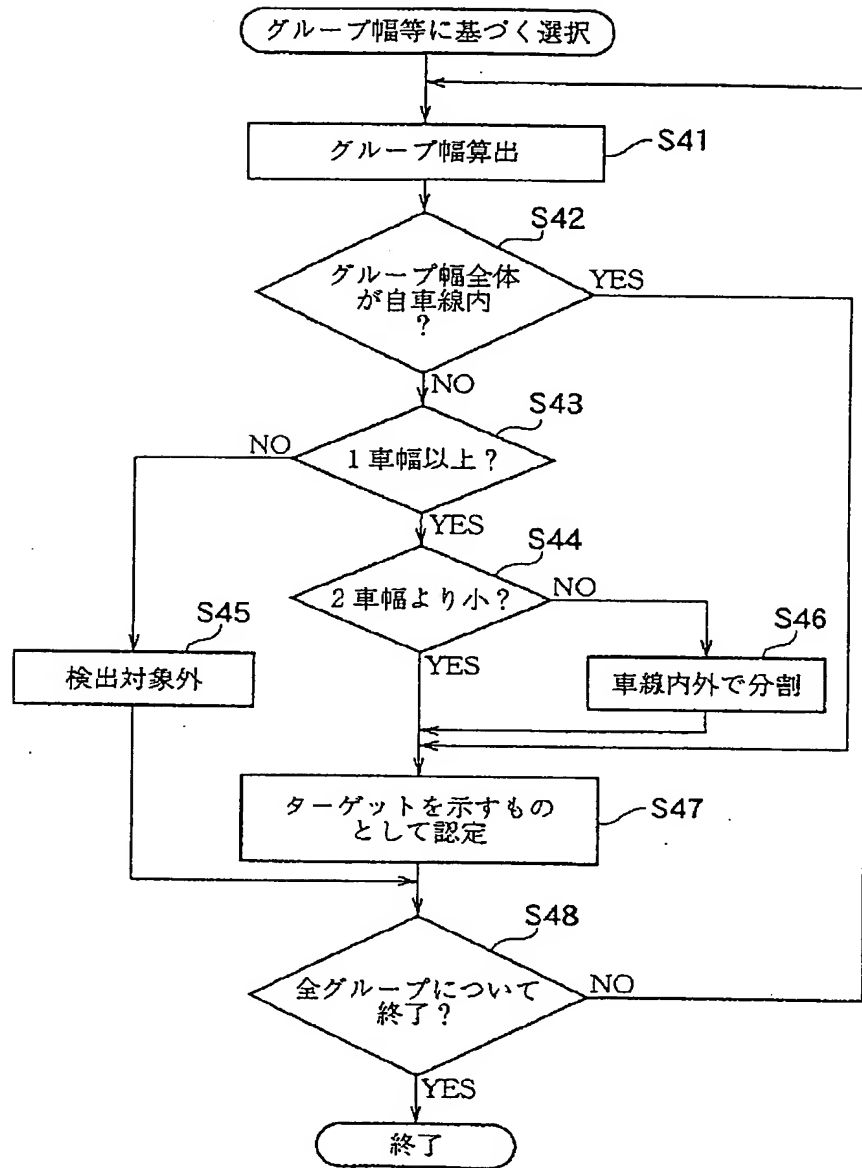 グループ幅等に基づく選択
グループ幅算出
S41
S42
グループ幅全体
が自車線内
?
YES
NO
S43
NO
1車幅以上?
YES
S44
2車幅より小?
NO
S45
検出対象外
YES
S46
車線内外で分割
ターゲットを示すもの
として認定
S47
S48
全グループについて
終了?
NO
YES
終了